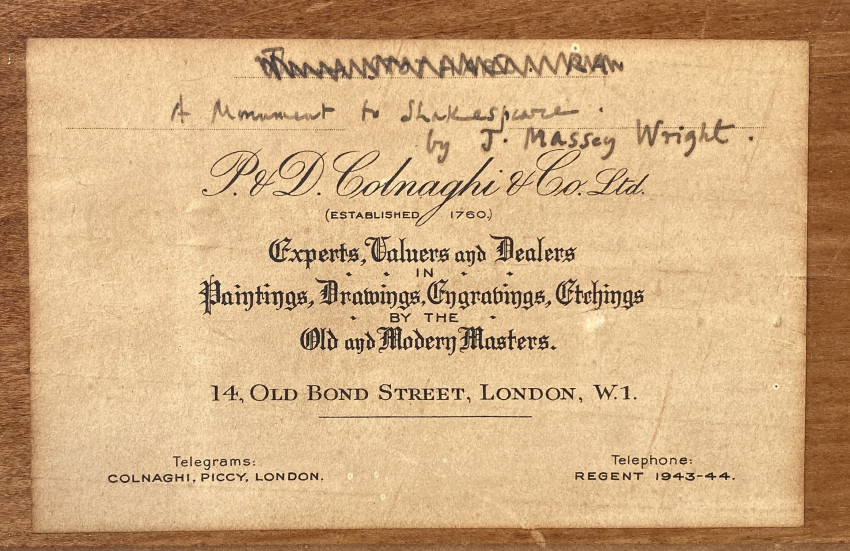 A Monument to Shakespeare.
by J. Massey Wright.
P. & D. Colnaghi & Co. Ltd.
(ESTABLISHED 1760.)
Experts, Valuers and Dealers
IN
Paintings, Drawings, Engravings, Etchings
BY THE
Old and Modern Masters.
14, OLD BOND STREET, LONDON, W.1.
Telegrams:
COLNAGHI, PICCY, LONDON.
Telephone:
REGENT 1943-44.